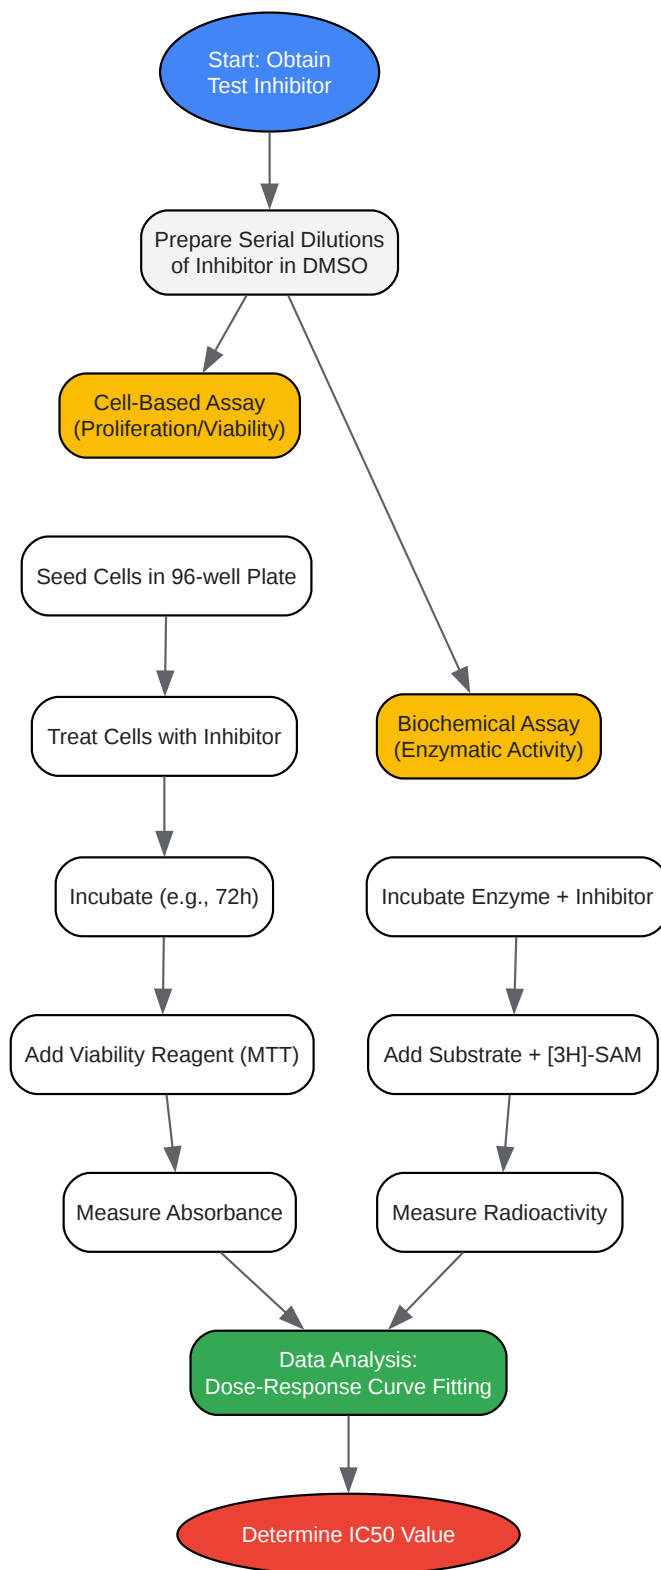 Start: Obtain
Test Inhibitor
Prepare Serial Dilutions
of Inhibitor in DMSO
Cell-Based Assay
(Proliferation/Viability)
Seed Cells in 96-well Plate
Treat Cells with Inhibitor
Biochemical Assay
(Enzymatic Activity)
Incubate (e.g., 72h)
Incubate Enzyme + Inhibitor
Add Viability Reagent (MTT)
Add Substrate + [3H]-SAM
Measure Absorbance
Measure Radioactivity
Data Analysis:
Dose-Response Curve Fitting
Determine IC50 Value